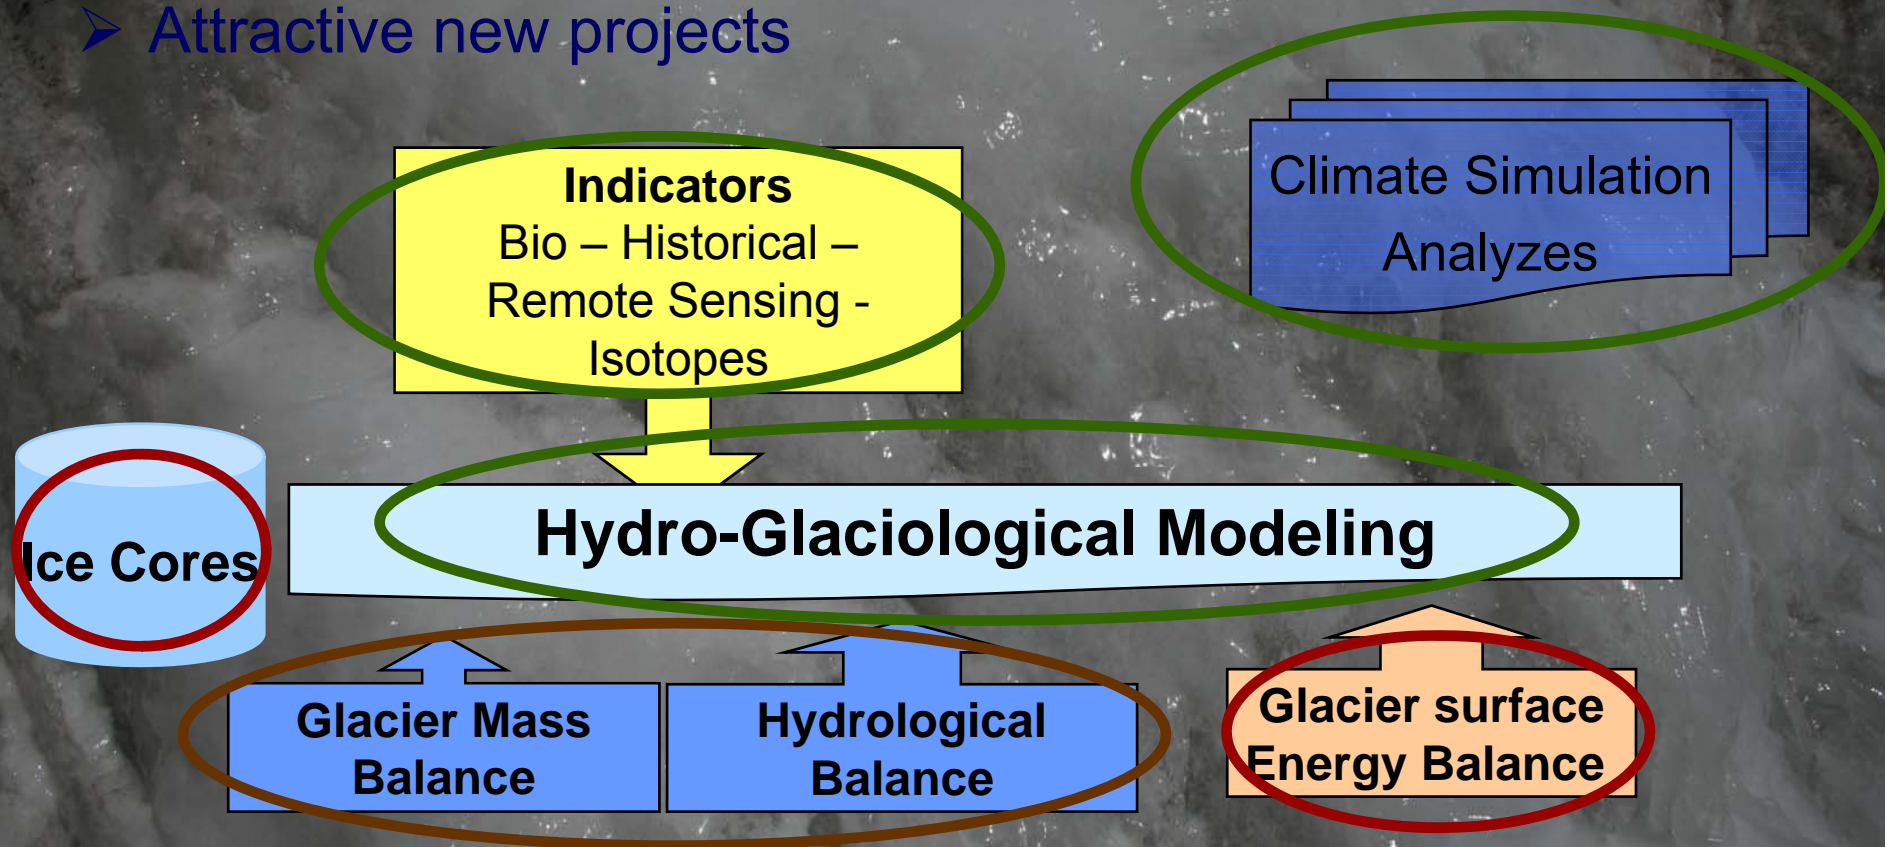 Attractive new projects
Indicators
Bio – Historical –
Remote Sensing -
Isotopes
Climate Simulation
Analyzes
Ice Cores
Hydro-Glaciological Modeling
Glacier Mass
Balance
Hydrological
Balance
Glacier surface
Energy Balance